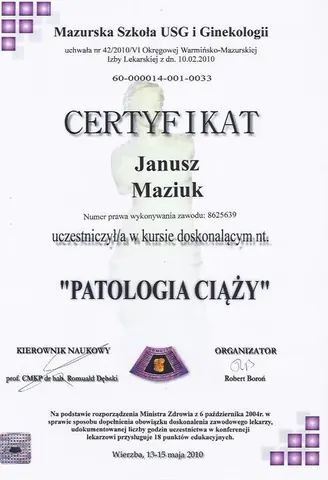 Mazurska Szkoła USG i Ginekologii
uchwała nr 42/2010/VI Okręgowej Warmińsko-Mazurskiej
Izby Lekarskiej z dn. 10.02.2010
60-000014-001-0033
CERTYFIKAT
Janusz
Maziuk
Numer prawa wykonywania zawodu: 8625639
uczestniczył/a w kursie doskonalącym nt.
"PATOLOGIA CIĄŻY"
KIEROWNIK NAUKOWY
ORGANIZATOR
prof. CMKP dr hab. Romuald Dębski
Robert Boroń
Na podstawie rozporządzenia Ministra Zdrowia z 6 października 2004r. w
sprawie sposobu dopełnienia obowiązku doskonalenia zawodowego lekarzy,
udokumentowanej liczby godzin uczestnictwa w konferencji
lekarzowi przysługuje 18 punktów edukacyjnych.
Wierzba, 13-15 maja 2010